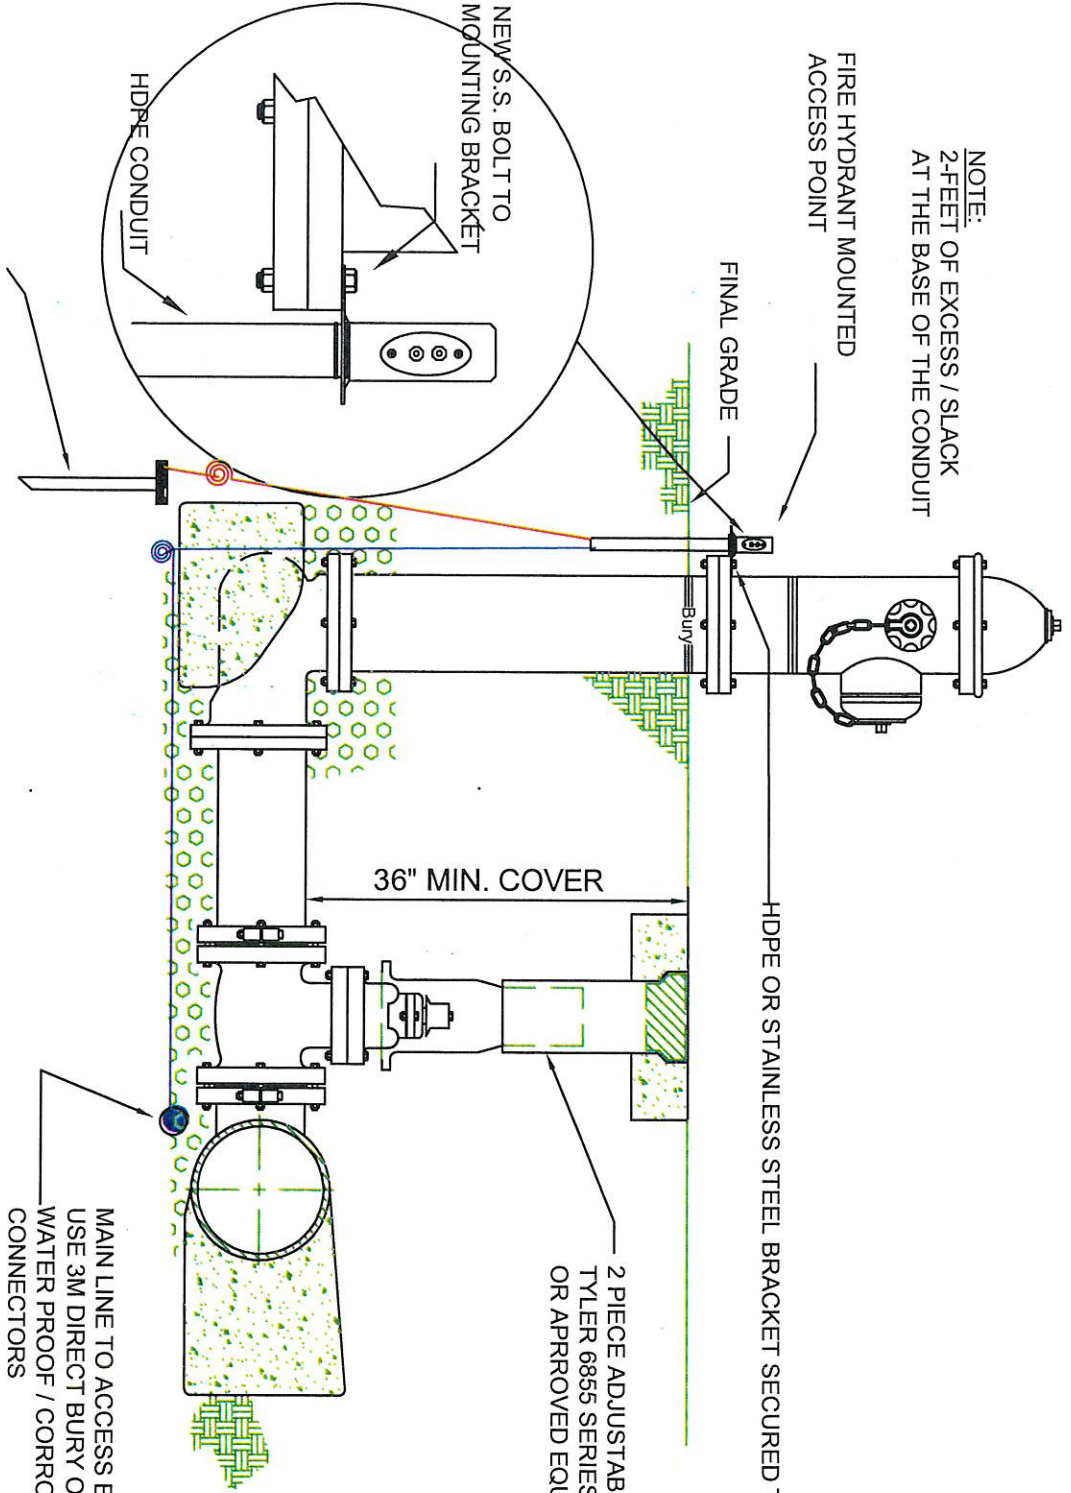 NOTE:
2-FEET OF EXCESS / SLACK
AT THE BASE OF THE CONDUIT
FIRE HYDRANT MOUNTED
ACCESS POINT
FINAL GRADE
NEW S.S. BOLT TO
MOUNTING BRACKET
HDPE CONDUIT
Bury
36" MIN. COVER
HDPE OR STAINLESS STEEL BRACKET SECURED
2 PIECE ADJUSTAB
TYLER 6855 SERIES
OR APRROVED EQU
MAIN LINE TO ACCESS
USE 3M DIRECT BURY O
WATER PROOF / CORRO
CONNECTORS